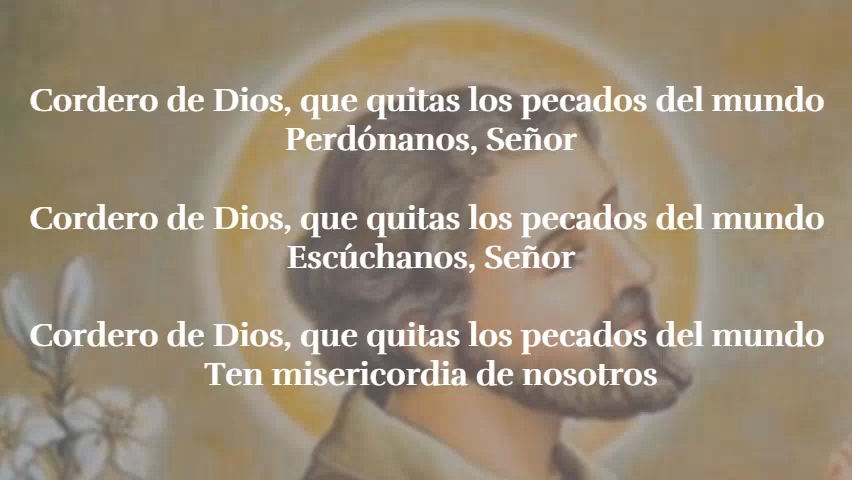 Cordero de Dios, que quitas los pecados del mundo
Perdónanos, Señor
Cordero de Dios, que quitas los pecados del mundo
Escúchanos, Señor
Cordero de Dios, que quitas los pecados del mundo
Ten misericordia de nosotros